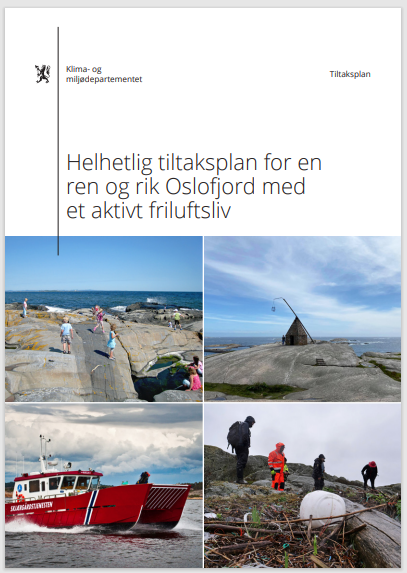 Klima- og
miljødepartementet
Tiltaksplan
Helhetlig tiltaksplan for en
ren og rik Oslofjord med
et aktivt friluftsliv
SKJÆRGÅRDSTJENESTEN